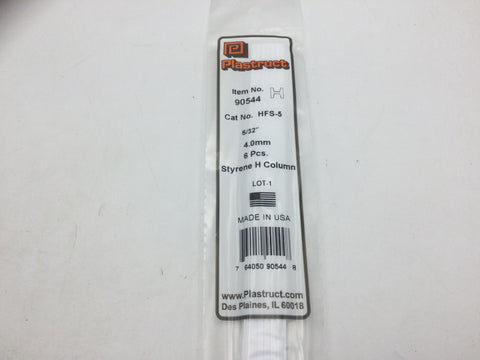 Plastruct
Item No.
90544
Cat No. HFS-5
5/32"
4.0mm
6 Pcs.
Styrene H Column
LOT-1
MADE IN USA
7 64050 90544 8
www.Plastruct.com
Des Plaines, IL 60018